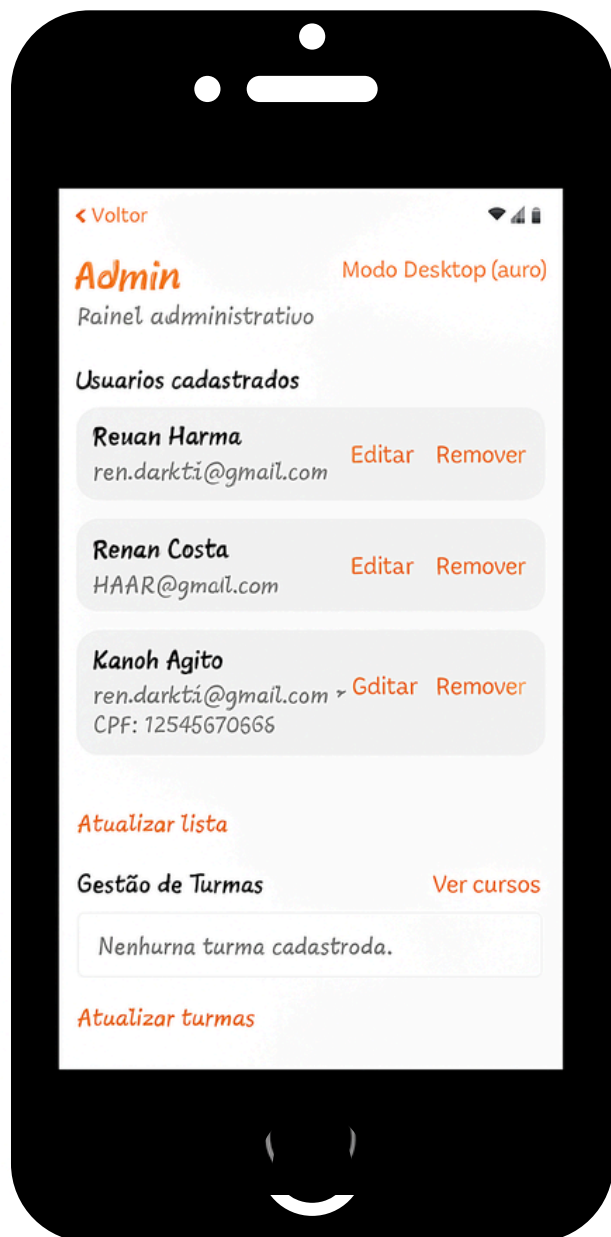 < Voltor
Admin
Modo Desktop (auro)
Rainel administrativo
Usuarios cadastrados
Reuan Harma
ren.darkti@gmail.com
Editar Remover
Renan Costa
HAAR@gmail.com
Editar Remover
Kanoh Agito
ren.darkti@gmail.com
CPF: 12545670668
Gditar Remover
Atualizar lista
Gestão de Turmas
Ver cursos
Nenhurna turma cadastroda.
Atualizar turmas